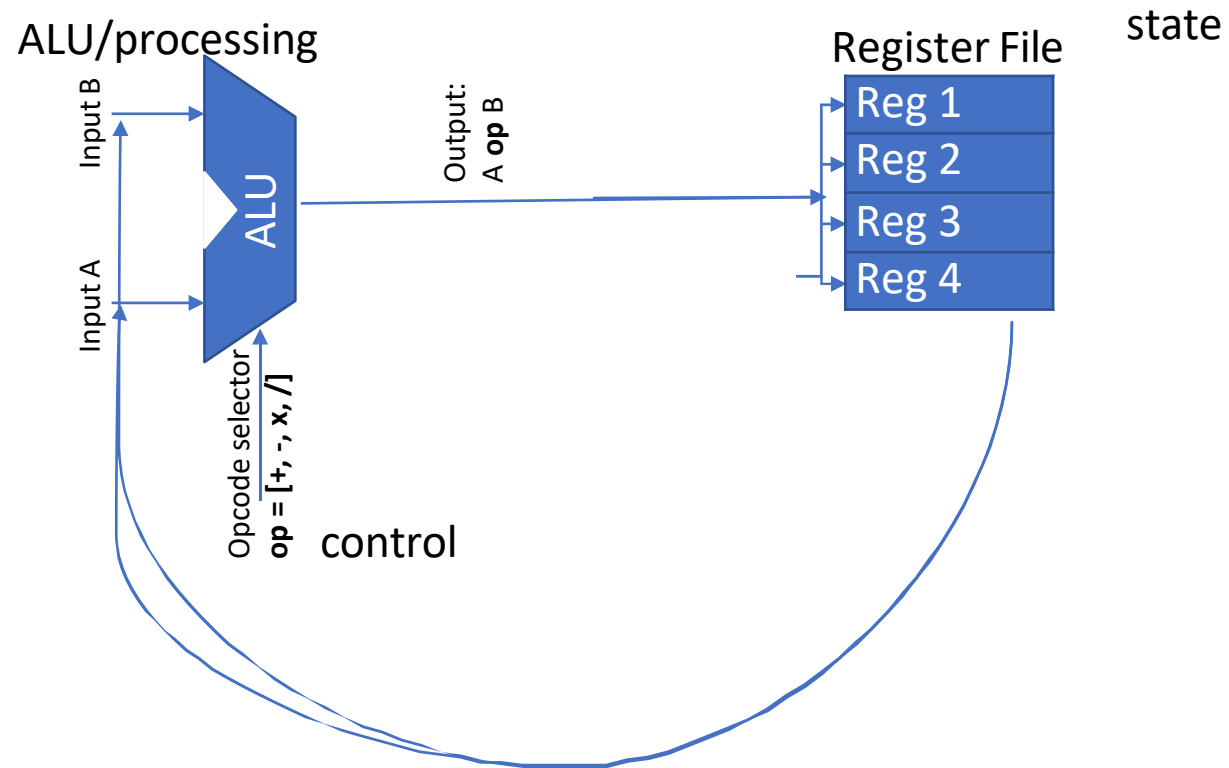 state
ALU/processing
Register File
Input B
Output:
A op B
Reg 1
Reg 2
ALU
Reg 3
Reg 4
Input A
Opcode selector
op = [+, -, x, /]
control